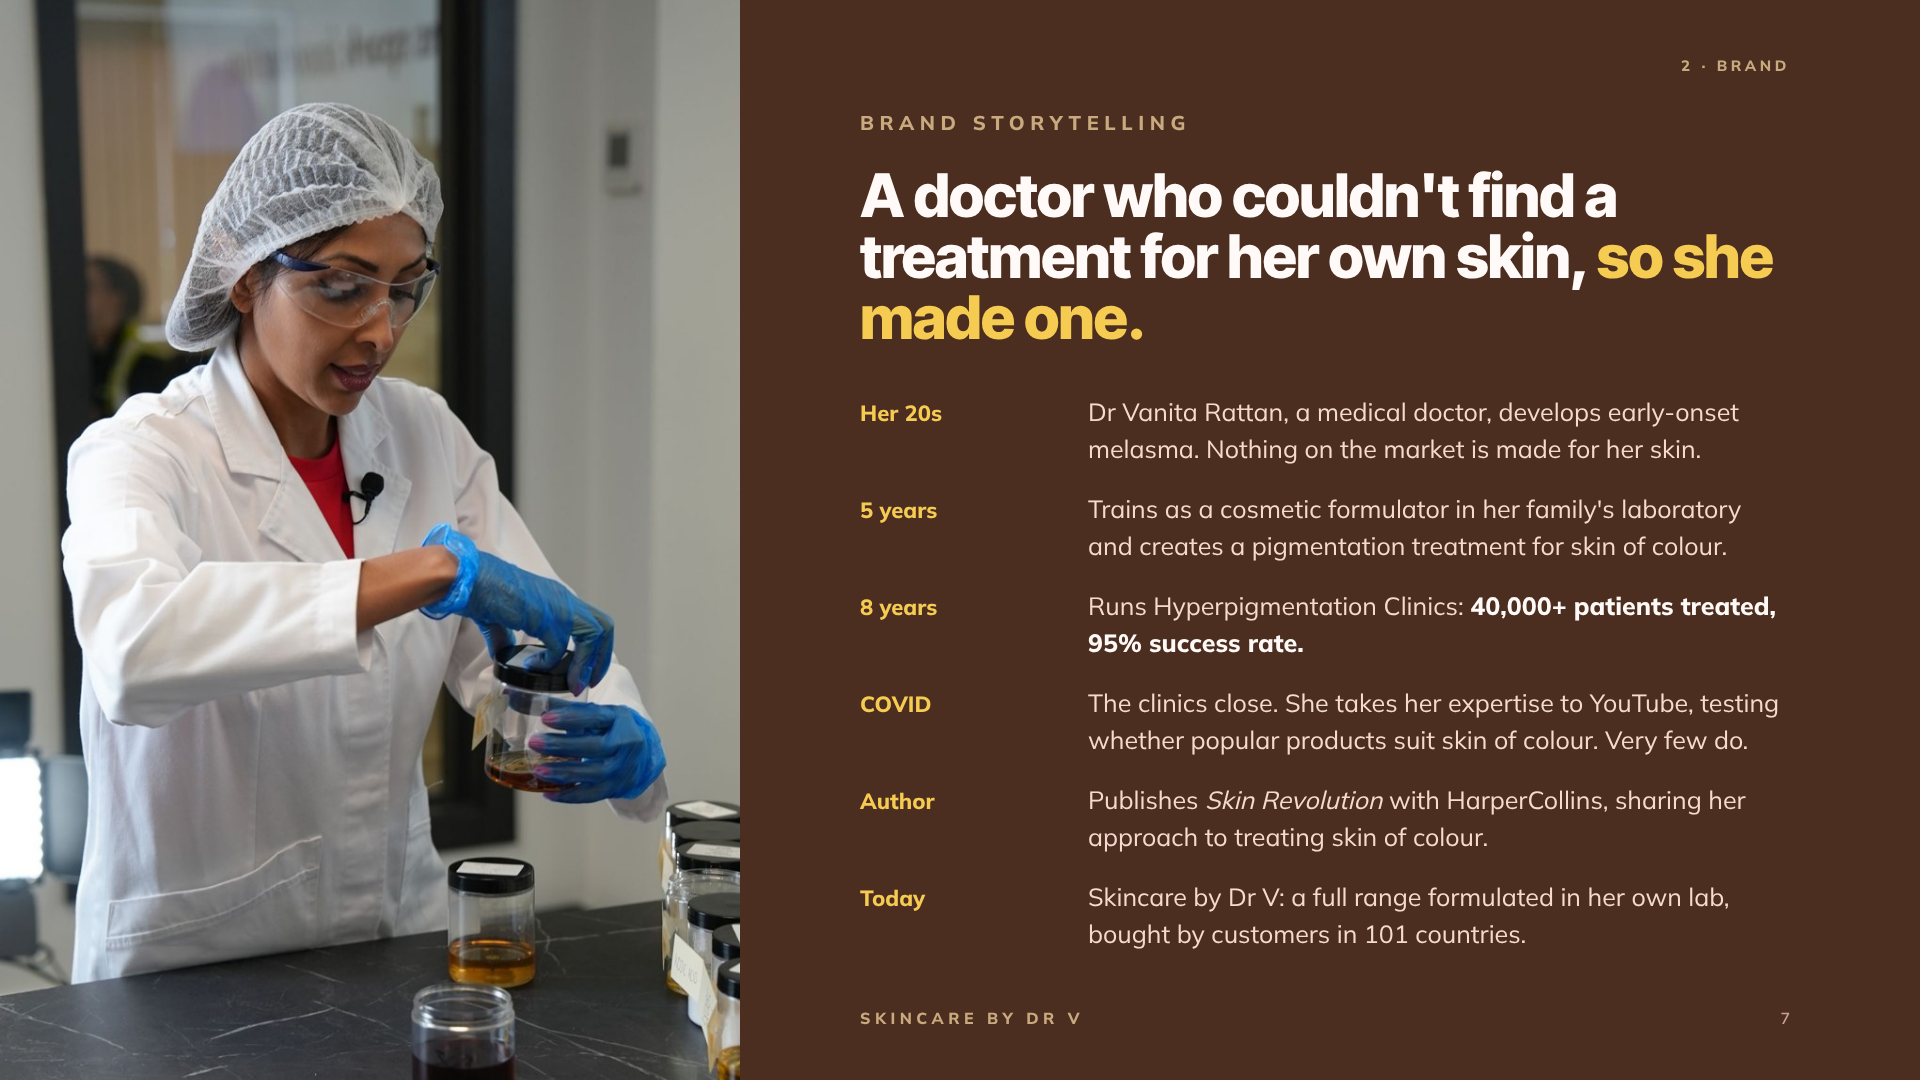 2 · BRAND
BRAND STORYTELLING
A doctor who couldn't find a
treatment for her own skin, so she
made one.
Her 20s
Dr Vanita Rattan, a medical doctor, develops early-onset
melasma. Nothing on the market is made for her skin.
5 years
Trains as a cosmetic formulator in her family's laboratory
and creates a pigmentation treatment for skin of colour.
8 years
Runs Hyperpigmentation Clinics: 40,000+ patients treated,
95% success rate.
COVID
The clinics close. She takes her expertise to YouTube, testing
whether popular products suit skin of colour. Very few do.
Author
Publishes Skin Revolution with HarperCollins, sharing her
approach to treating skin of colour.
Today
Skincare by Dr V: a full range formulated in her own lab,
bought by customers in 101 countries.
SKINCARE BY DR V
7